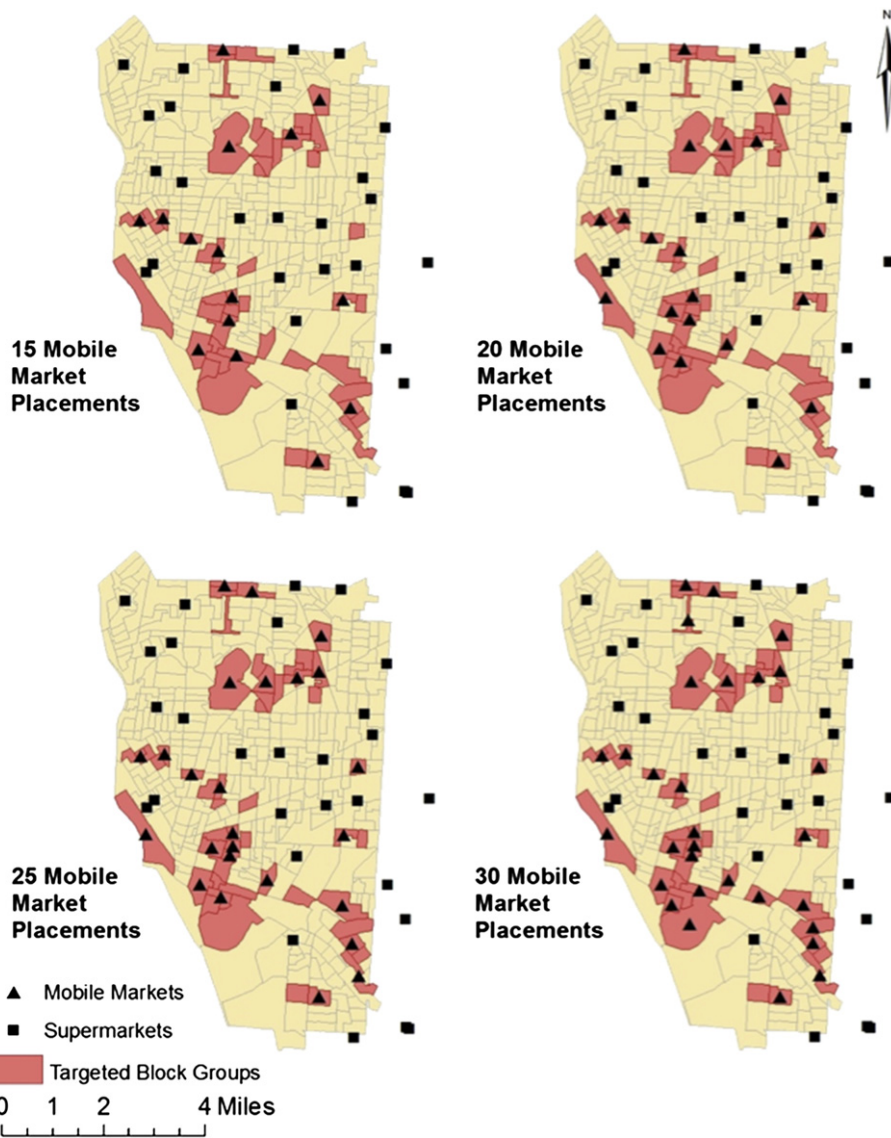 N
15 Mobile
Market
Placements
20 Mobile
Market
Placements
25 Mobile
Market
Placements
30 Mobile
Market
Placements
Mobile Markets
Supermarkets
Targeted Block Groups
0 1 2 4 Miles